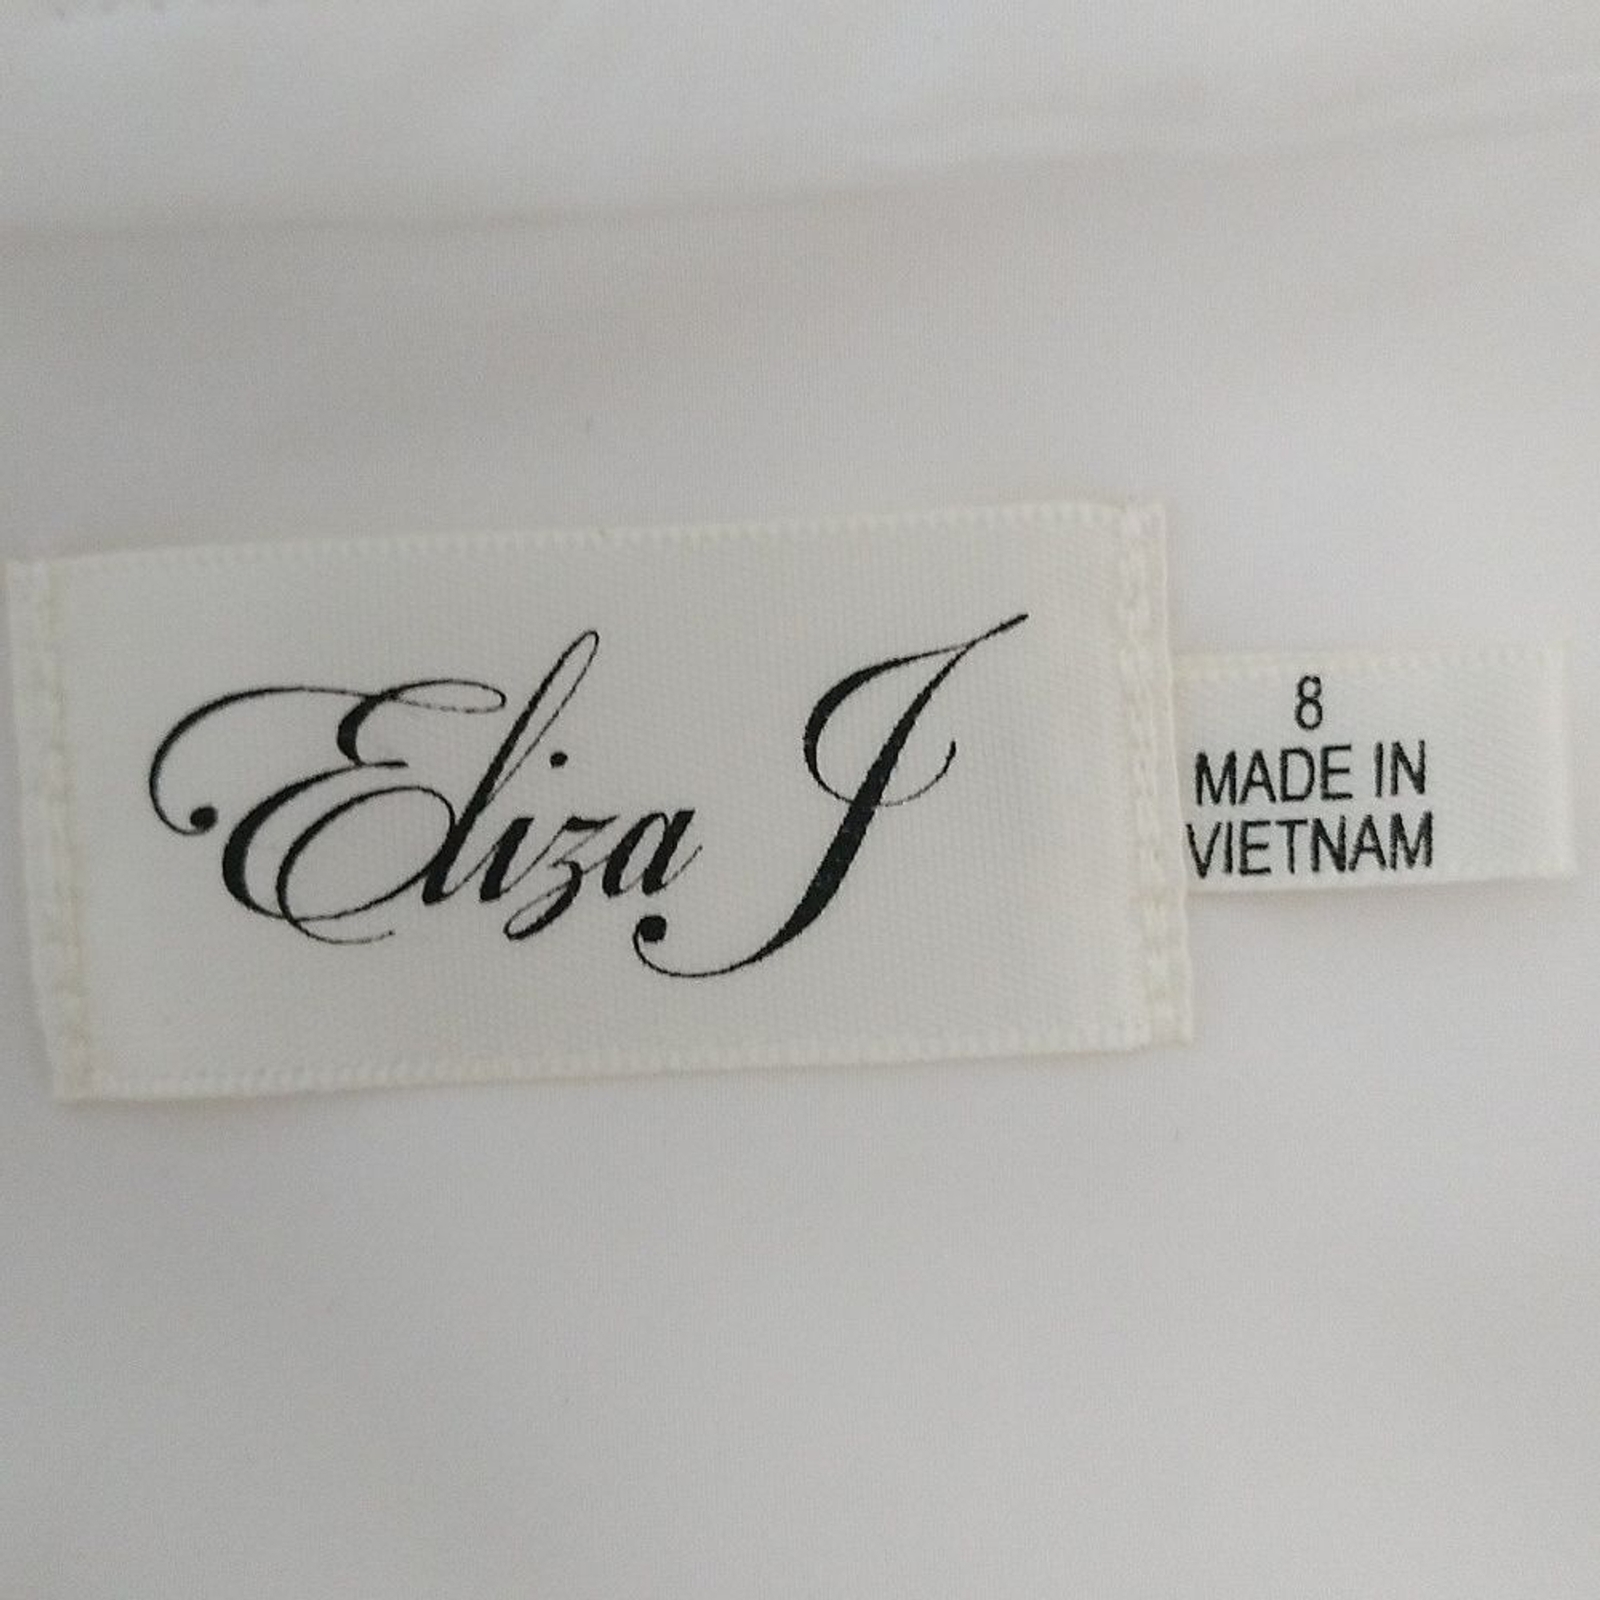 Eliza J
8
MADE IN
VIETNAM